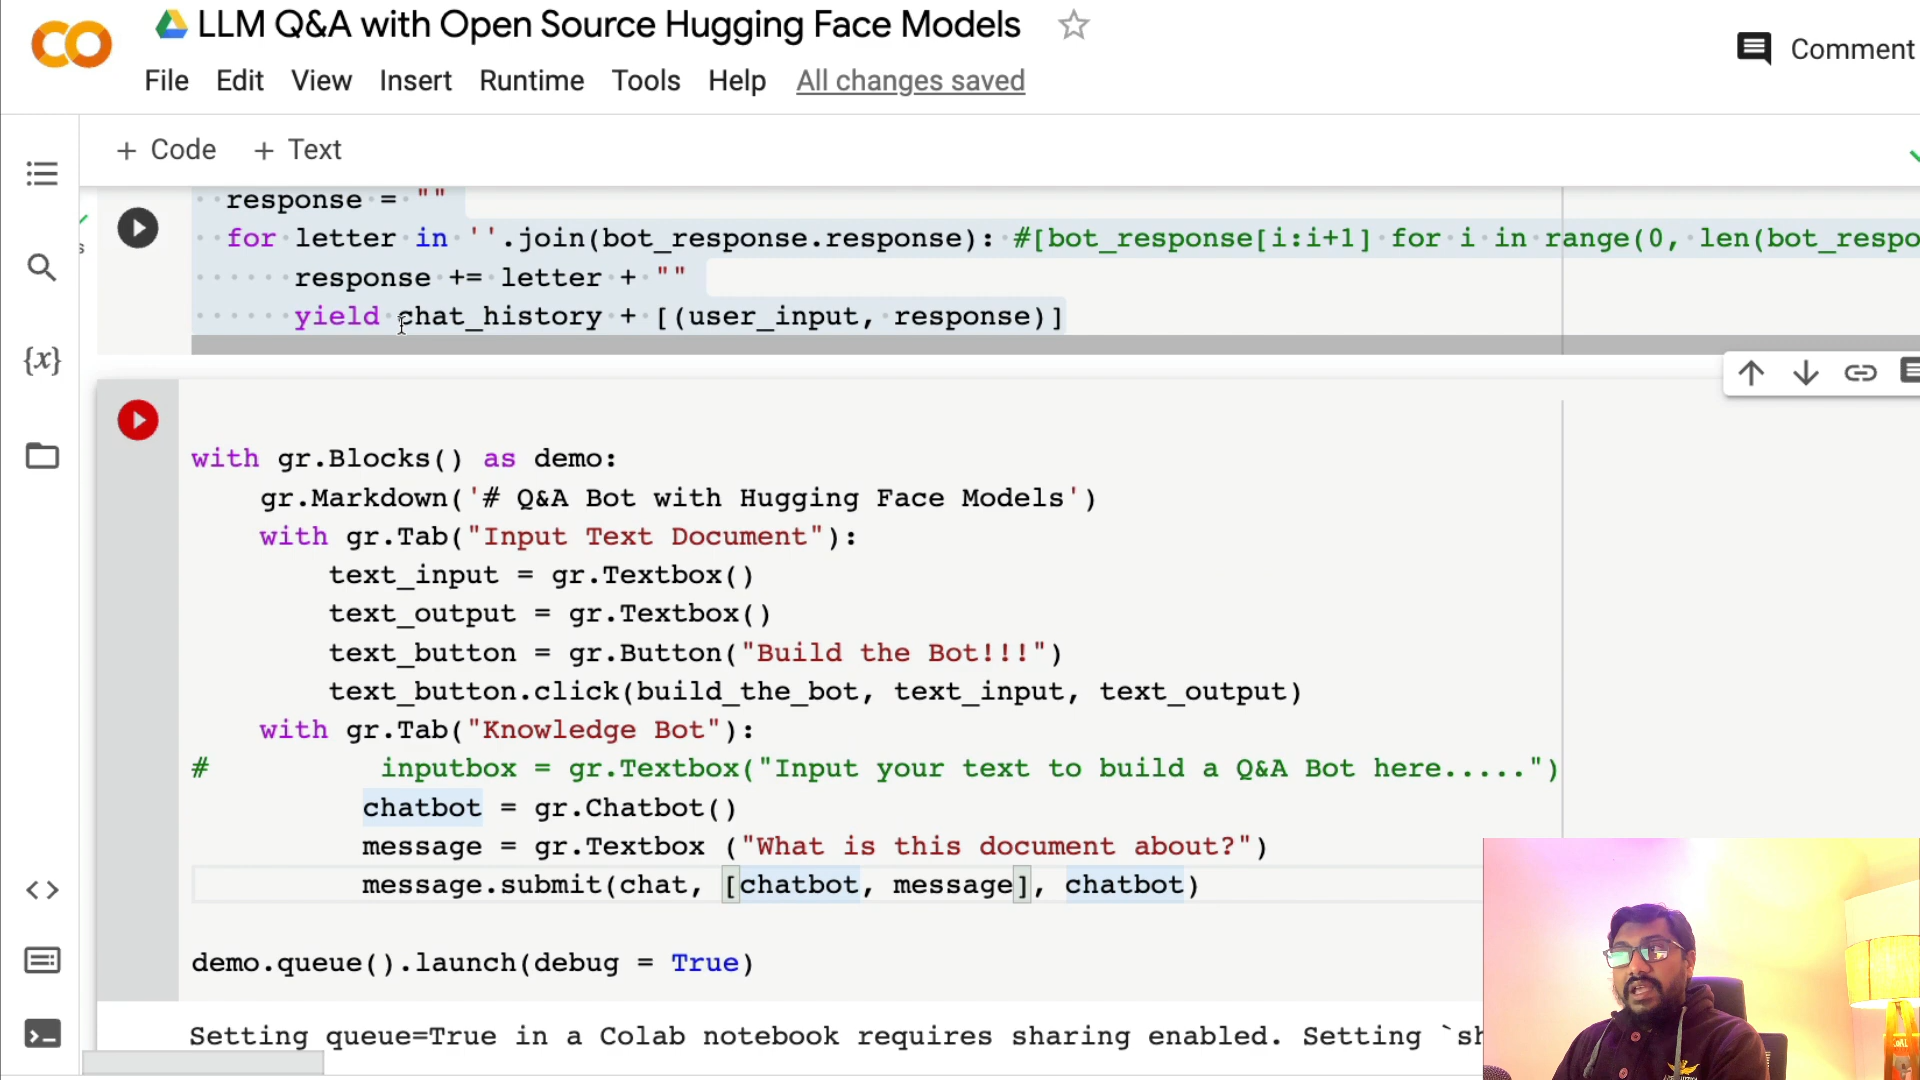 LLM Q&A with Open Source Hugging Face Models
Comment
File Edit View Insert Runtime Tools Help All changes saved
+ Code + Text
response = ""
for letter in ''.join(bot_response.response): #[bot_response[i:i+1] for i in range(0, len(bot_respo
response += letter + ""
yield chat_history + [(user_input, response)]
{x}
with gr.Blocks() as demo:
gr.Markdown('# Q&A Bot with Hugging Face Models')
with gr.Tab("Input Text Document"):
text_input = gr.Textbox()
text_output = gr.Textbox()
text_button = gr.Button("Build the Bot!!!")
text_button.click(build_the_bot, text_input, text_output)
with gr.Tab("Knowledge Bot"):
# inputbox = gr.Textbox("Input your text to build a Q&A Bot here.....")
chatbot = gr.Chatbot()
message = gr.Textbox ("What is this document about?")
message.submit(chat, [chatbot, message], chatbot)
demo.queue().launch(debug = True)
Setting queue=True in a Colab notebook requires sharing enabled. Setting `sh